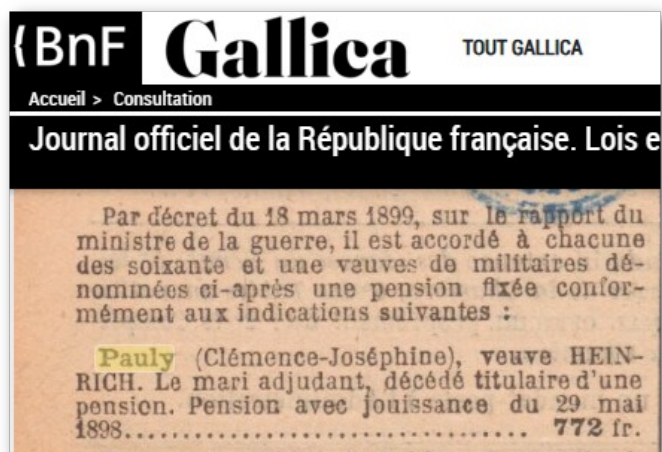 {BnF Gallica TOUT GALLICA
Accueil > Consultation
Journal officiel de la République française. Lois e
Par décret du 18 mars 1899, sur le rapport du
ministre de la guerre, il est accordé à chacune
des soixante et une veuves de militaires dé-
nommées ci-après une pension fixée confor-
mément aux indications suivantes :
Pauly (Clémence-Joséphine), veuve HEIN-
RICH. Le mari adjudant, décédé titulaire d'une
pension. Pension avec jouissance du 29 mai
1898................................. 772 fr.